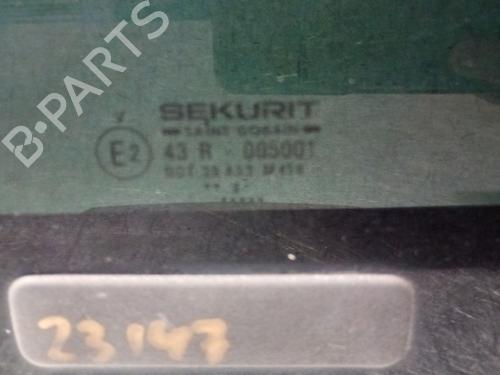 B-PARTS
V
SEKURIT
SAINT GOBAIN
E2
43 R - 005001
23147